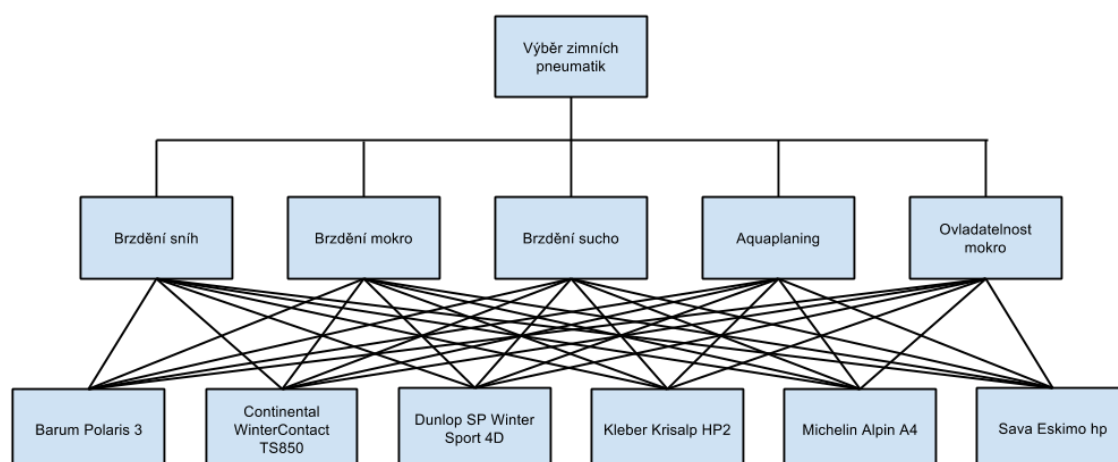 Výběr zimních
pneumatik
Brzdění sníh
Brzdění mokro
Brzdění sucho
Aquaplaning
Ovladatelnost
mokro
Barum Polaris 3
Continental
WinterContact
TS850
Dunlop SP Winter
Sport 4D
Kleber Krisalp HP2
Michelin Alpin A4
Sava Eskimo hp